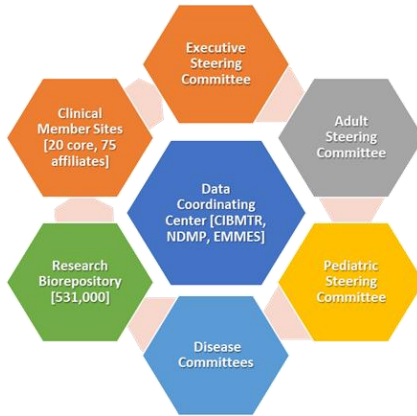 Executive
Steering
Committee
Clinical
Member Sites
[20 core, 75
affiliates]
Adult
Steering
Committee
Data
Coordinating
Center [CIBMTR,
NDMP, EMMES]
Research
Biorepository
[531,000]
Pediatric
Steering
Committee
Disease
Committees